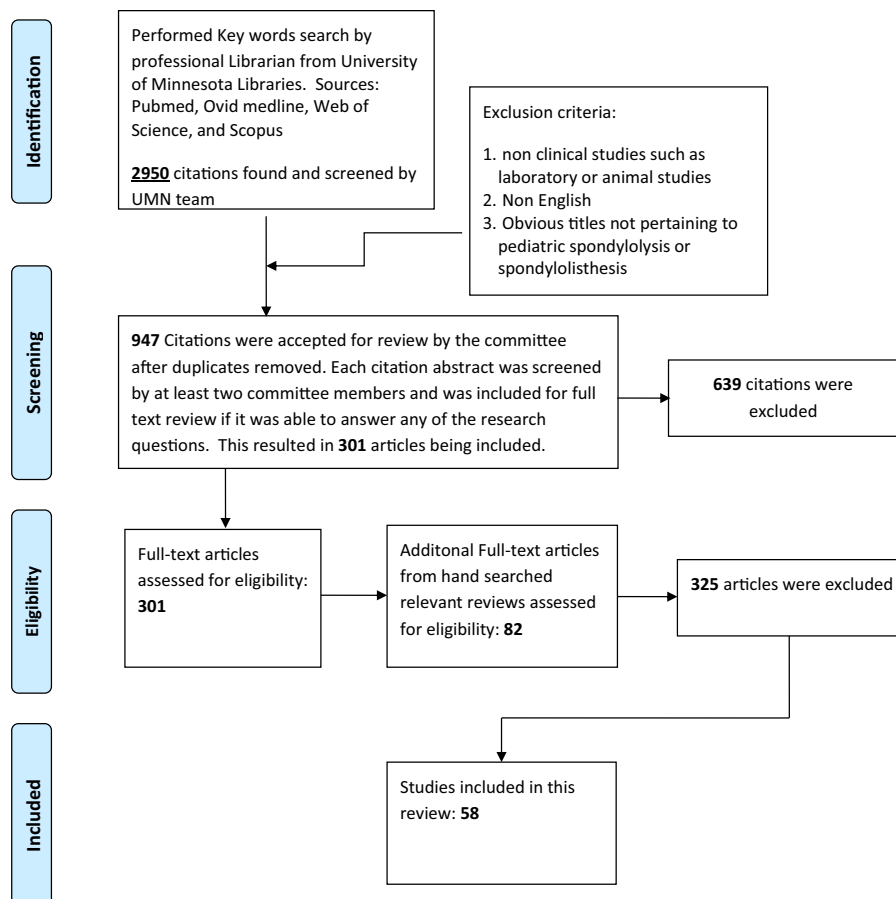 Identification
Performed Key words search by
professional Librarian from University
of Minnesota Libraries.  Sources:
Pubmed, Ovid medline, Web of
Science, and Scopus
2950 citations found and screened by
UMN team
Exclusion criteria:
1. non clinical studies such as
laboratory or animal studies
2. Non English
3. Obvious titles not pertaining to
pediatric spondylolysis or
spondylolisthesis
Screening
947 Citations were accepted for review by the committee
after duplicates removed. Each citation abstract was screened
by at least two committee members and was included for full
text review if it was able to answer any of the research
questions.  This resulted in 301 articles being included.
639 citations were
excluded
Eligibility
Full-text articles
assessed for eligibility:
301
Additonal Full-text articles
from hand searched
relevant reviews assessed
for eligibility: 82
325 articles were excluded
Included
Studies included in this
review: 58